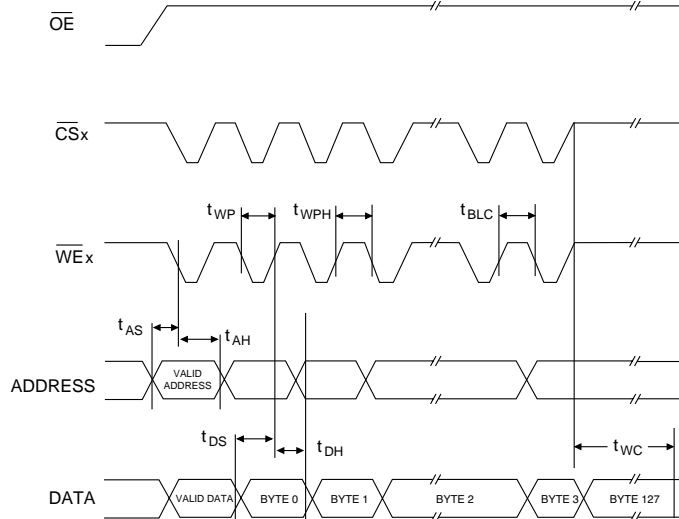 OE
CSx
tWP
tWPH
tBLC
WEx
tAS
tAH
VALID
ADDRESS
ADDRESS
tDS
tDH
tWC
DATA
VALID DATA
BYTE 0
BYTE 1
BYTE 2
BYTE 3
BYTE 127